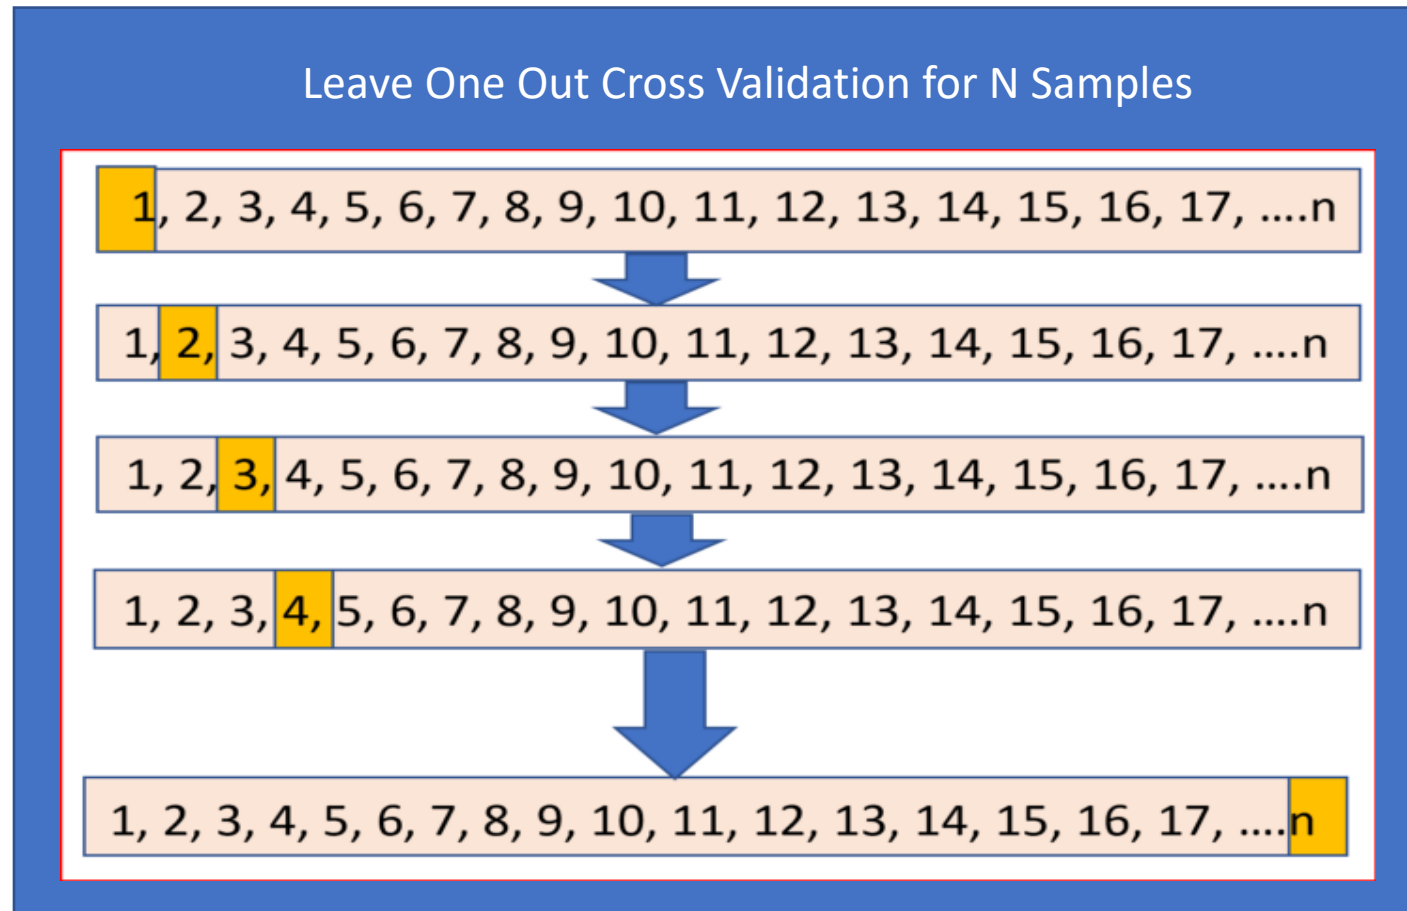 Leave One Out Cross Validation for N Samples
1, 2, 3, 4, 5, 6, 7, 8, 9, 10, 11, 12, 13, 14, 15, 16, 17, ....n
1, 2, 3, 4, 5, 6, 7, 8, 9, 10, 11, 12, 13, 14, 15, 16, 17, ....n
1, 2, 3, 4, 5, 6, 7, 8, 9, 10, 11, 12, 13, 14, 15, 16, 17, ....n
1, 2, 3, 4, 5, 6, 7, 8, 9, 10, 11, 12, 13, 14, 15, 16, 17, ....n
1, 2, 3, 4, 5, 6, 7, 8, 9, 10, 11, 12, 13, 14, 15, 16, 17, ....n